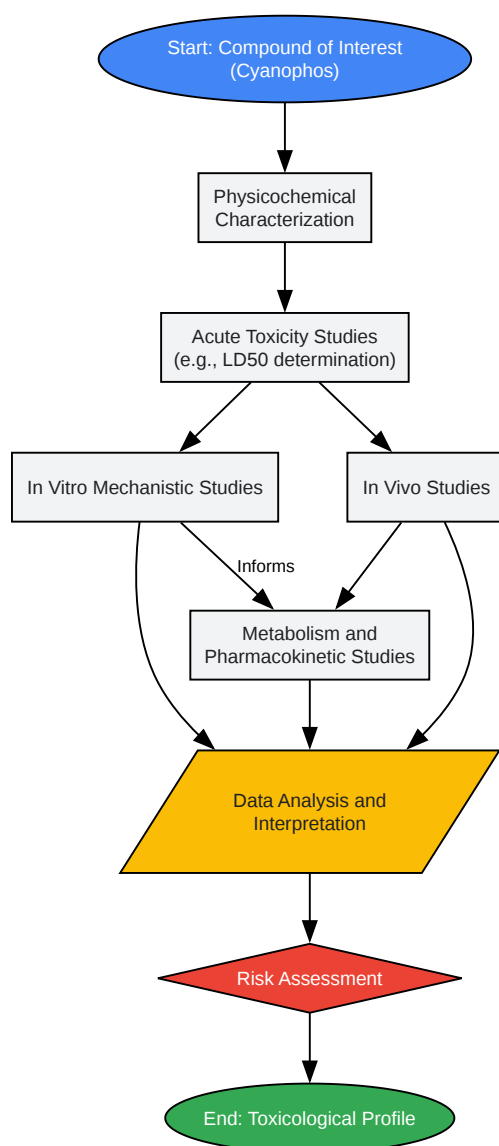 Start: Compound of Interest
(Cyanophos)
Physicochemical
Characterization
Acute Toxicity Studies
(e.g., LD50 determination)
In Vitro Mechanistic Studies
In Vivo Studies
Informs
Metabolism and
Pharmacokinetic Studies
Data Analysis and
Interpretation
Risk Assessment
End: Toxicological Profile